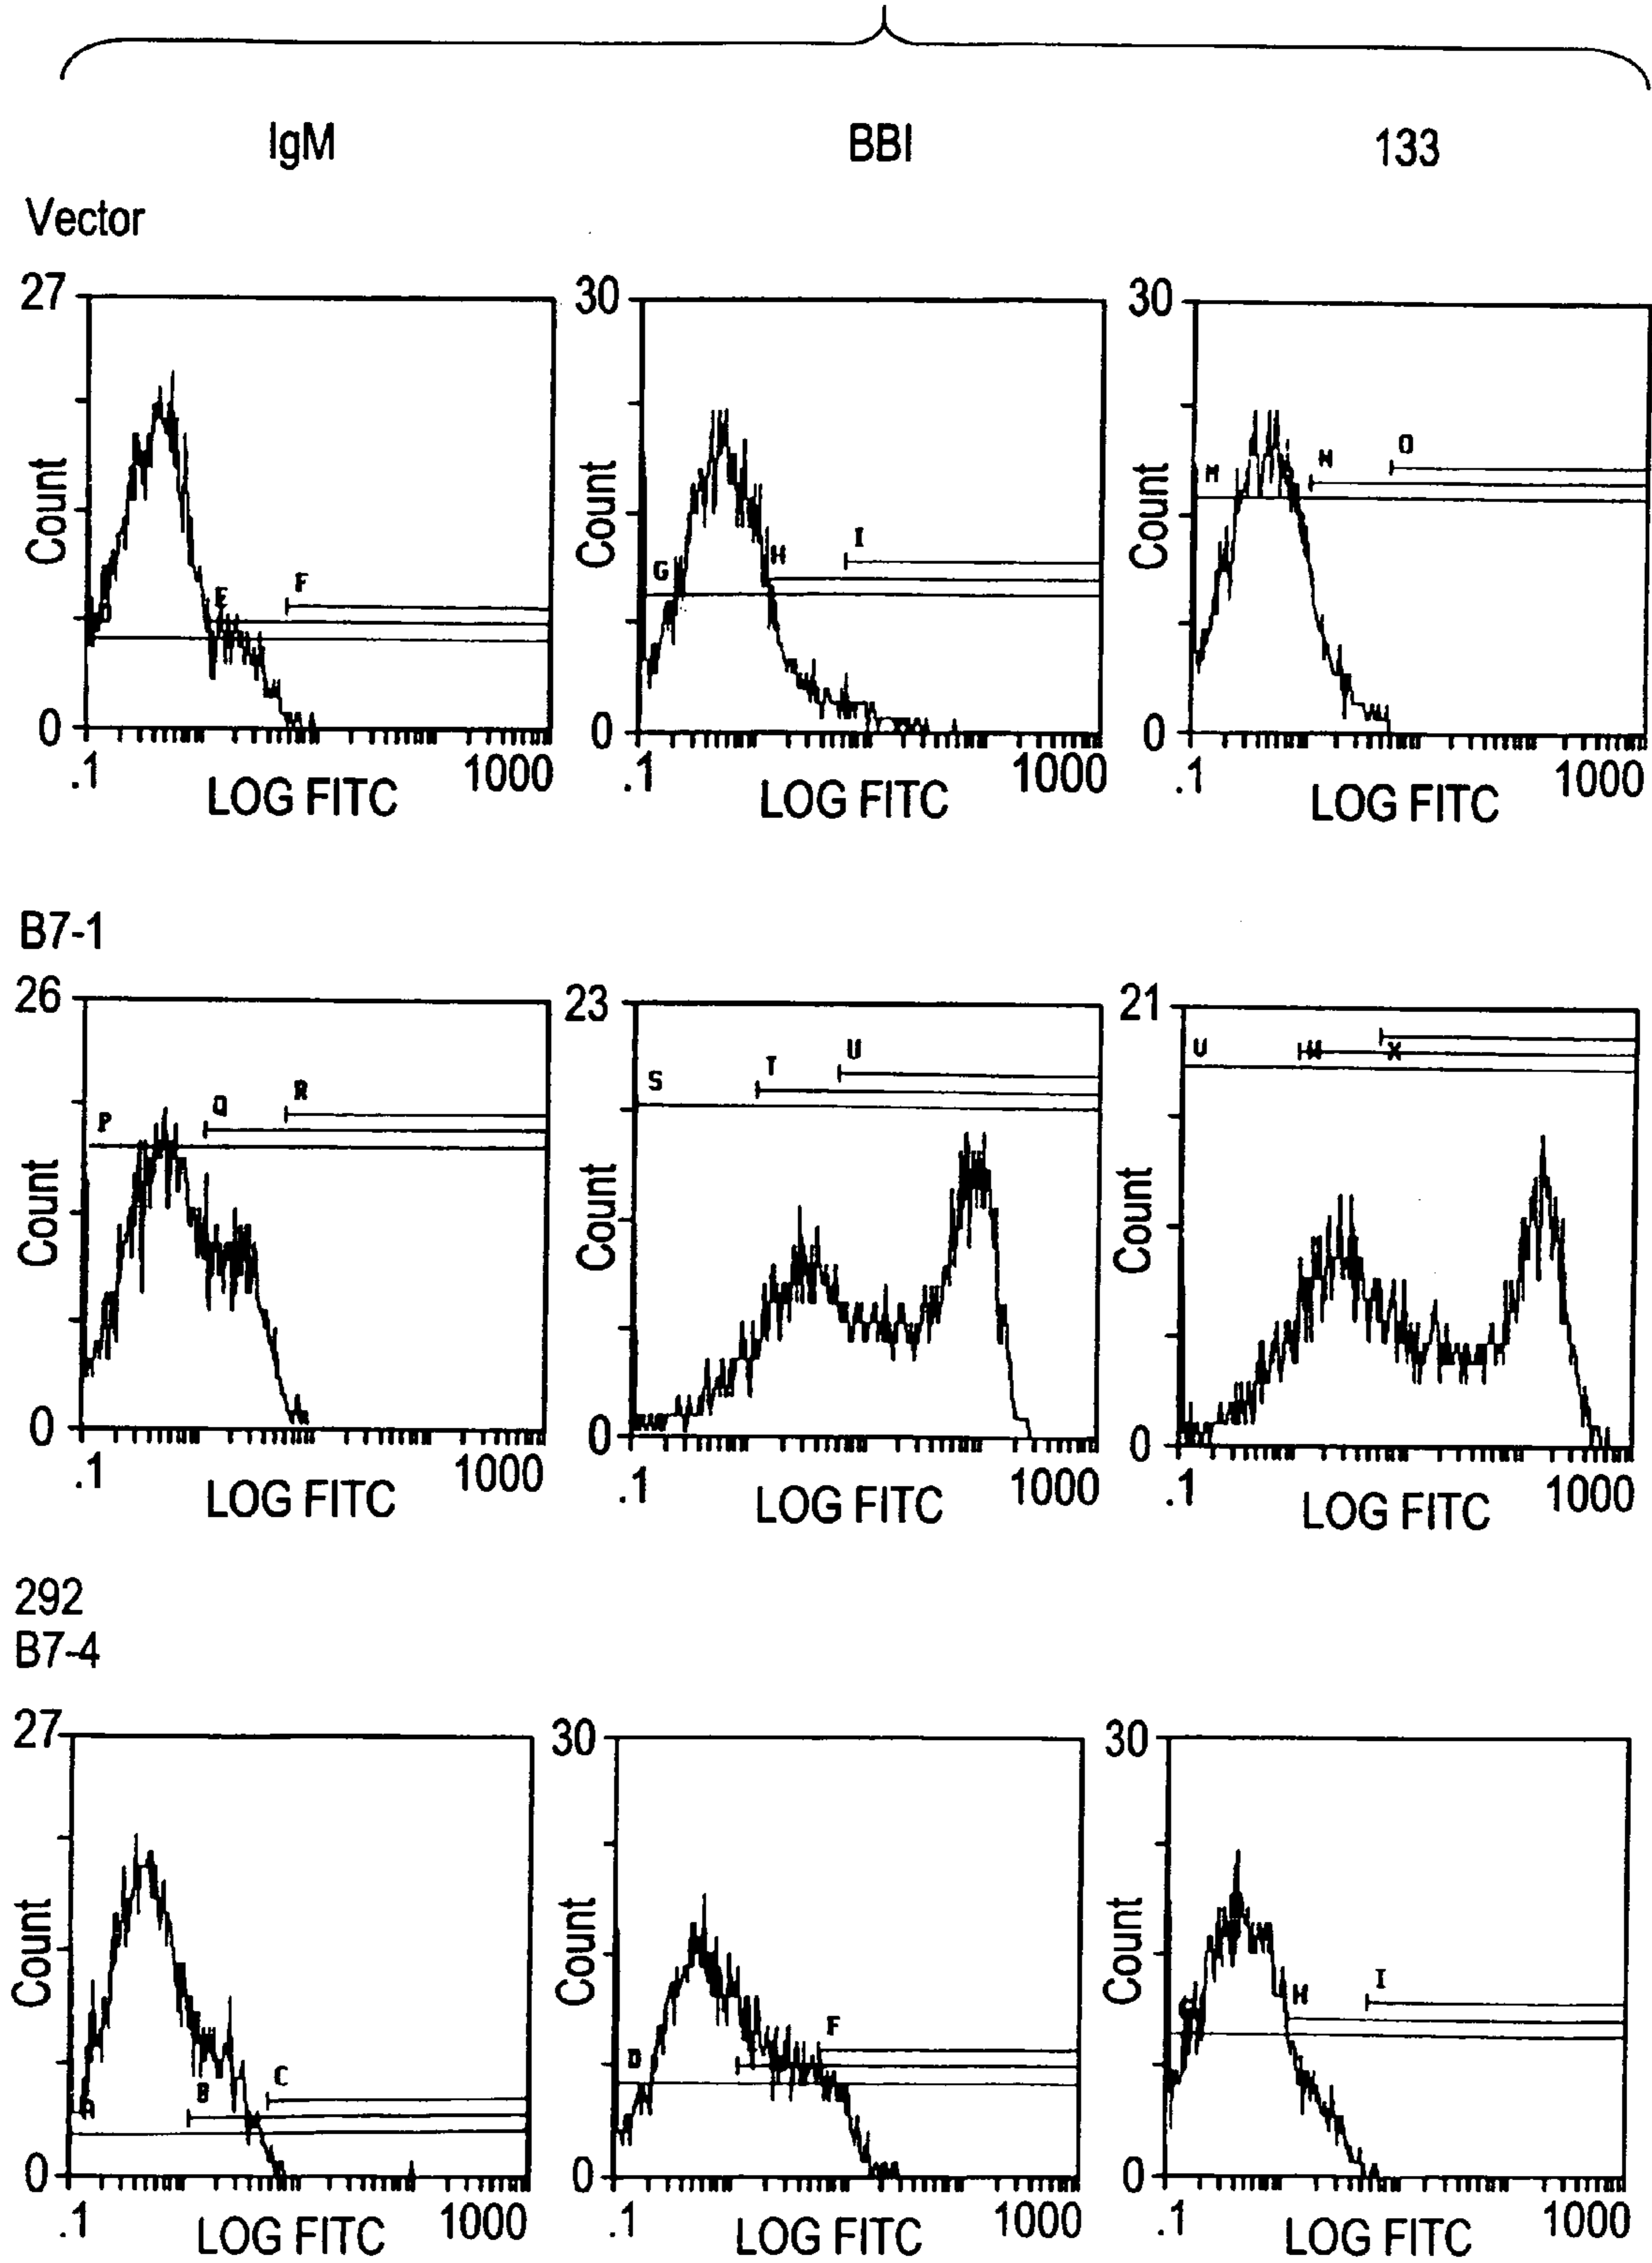 IgM BBI 133
Vector
27 30 30
Count Count Count
E F G H I M N O
0 0 0
.1 1000 .1 1000 .1 1000
LOG FITC LOG FITC LOG FITC
B7-1
26 23 21
Count Count Count
P Q R S T U U W X
0 0 0
.1 1000 .1 1000 .1 1000
LOG FITC LOG FITC LOG FITC
292
B7-4
27 30 30
Count Count Count
B C D F H I
0 0 0
.1 1000 .1 1000 .1 1000
LOG FITC LOG FITC LOG FITC